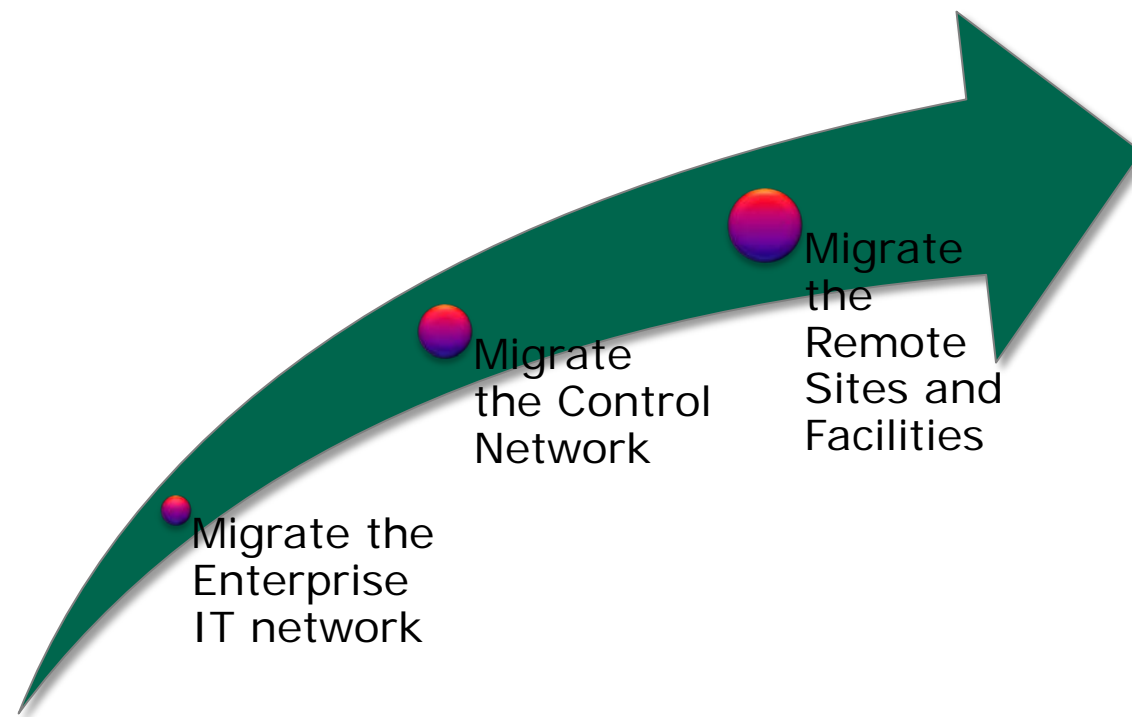 Migrate the
Enterprise
IT network
Migrate
the Control
Network
Migrate
the
Remote
Sites and
Facilities